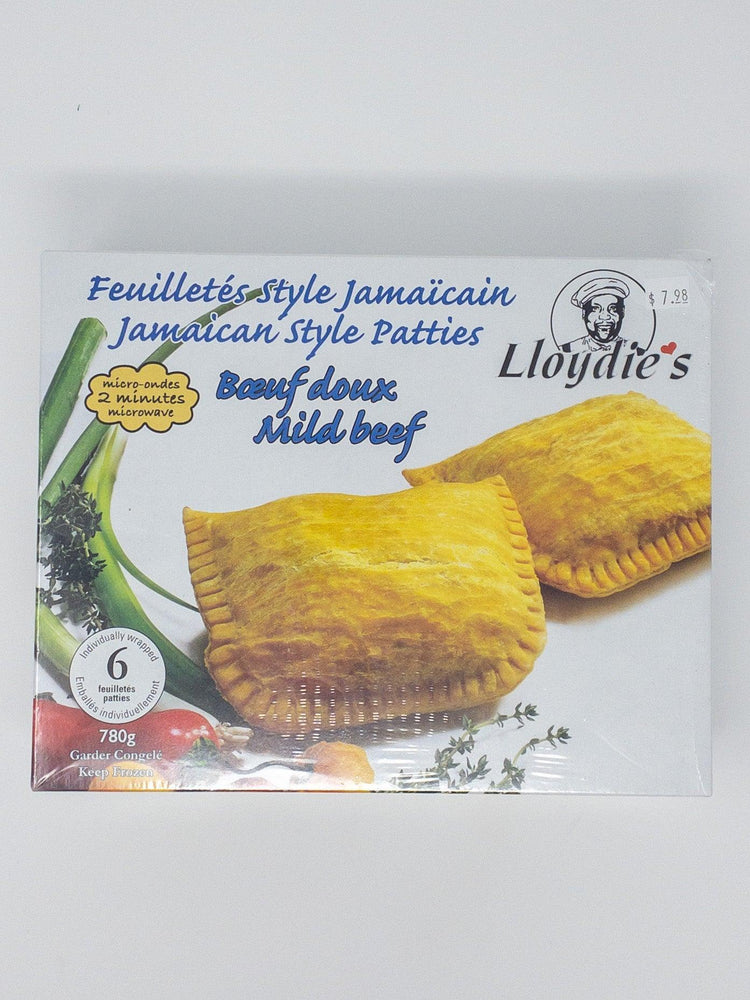 Feuilletés Style Jamaïcain
Jamaican Style Patties
$ 7.98
Lloydie's
micro-ondes
2 minutes
microwave
Bœuf doux
Mild beef
Individually wrapped
6
feuilletés
patties
Emballés individuellement
780g
Garder Congelé
Keep Frozen